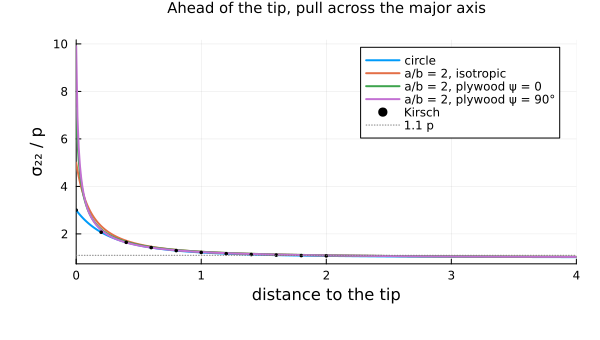 Ahead of the tip, pull across the major axis
σ₂₂ / p
10
8
6
4
2
circle
a/b = 2, isotropic
a/b = 2, plywood ψ = 0
a/b = 2, plywood ψ = 90°
Kirsch
1.1 p
0
1
2
3
4
distance to the tip